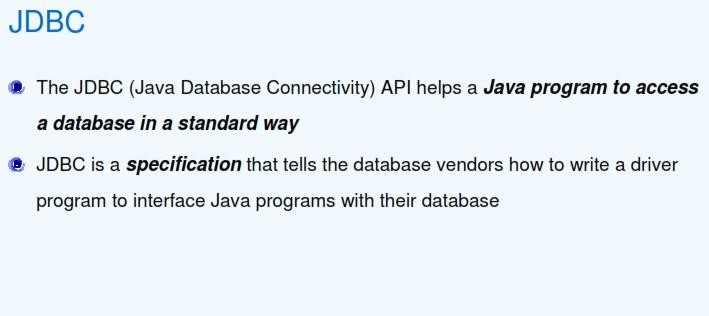 JDBC
The JDBC (Java Database Connectivity) API helps a Java program to access
a database in a standard way
JDBC is a specification that tells the database vendors how to write a driver
program to interface Java programs with their database